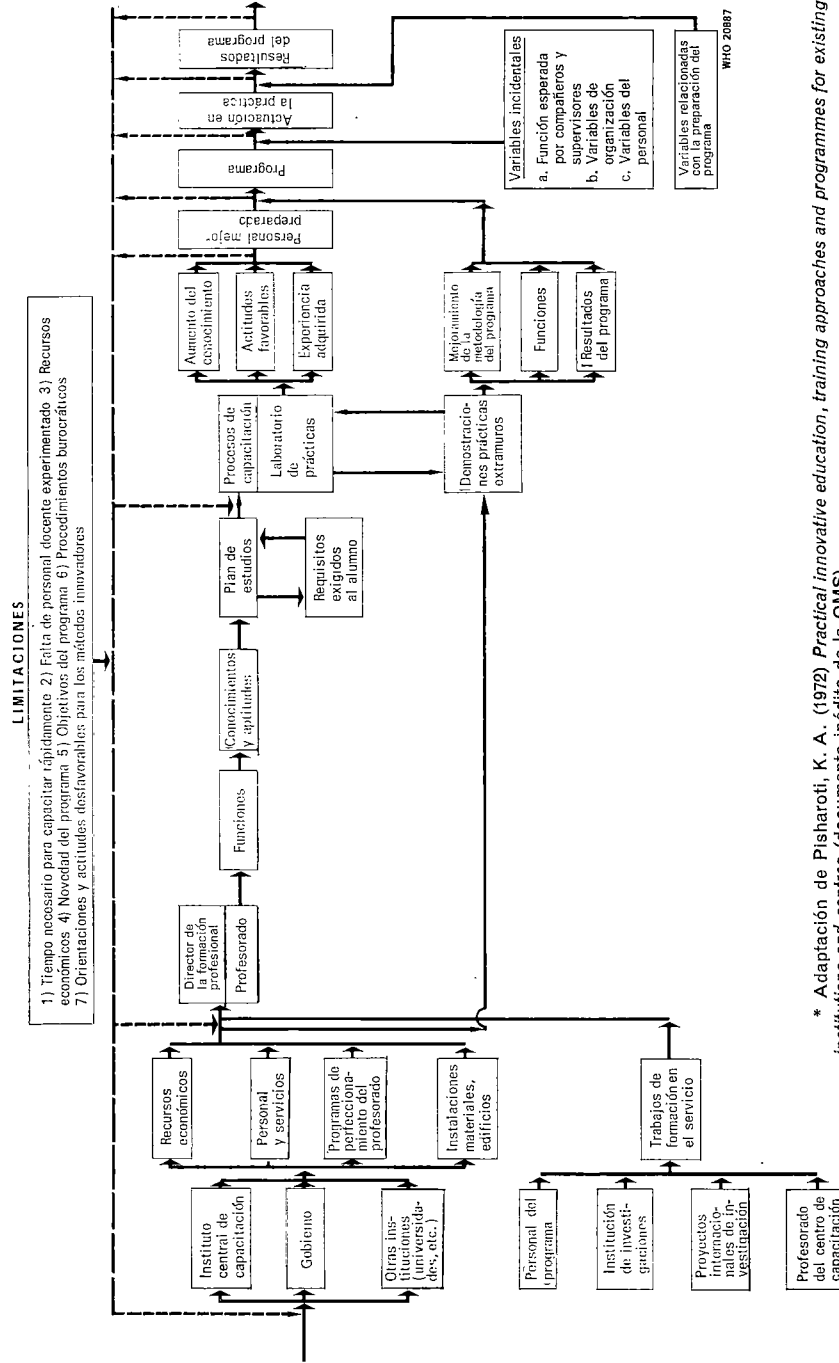 LIMITACIONES
1) Tiempo necesario para capacitar rápidamente 2) Falta de personal docente experimentado 3) Recursos
económicos 4) Novedad del programa 5) Objetivos del programa 6) Procedimientos burocráticos
7) Orientaciones y actitudes desfavorables para los métodos innovadores
Instituto
central de
capacitación
Gobierno
Otras ins-
tituciones
(universida-
des, etc.)
Recursos
económicos
Personal
y servicios
Programas de
perfecciona-
miento del
profesorado
Instalaciones
materiales,
edificios
Personal del
programa
Institución
de investi-
gaciones
Proyectos
internacio-
nales de in-
vestigación
Profesorado
del centro de
capacitación
Trabajos de
formación en
el servicio
Director de
la formación
profesional
Profesorado
Funciones
Conocimientos
y aptitudes
Plan de
estudios
Requisitos
exigidos
al alumno
Procesos de
capacitación
Laboratorio
de
prácticas
Demostracio-
nes prácticas
extramuros
Aumento del
conocimiento
Actitudes
favorables
Experiencia
adquirida
Mejoramiento
de la
metodología
del programa
Funciones
Resultados
del programa
Personal mejor
preparado
Programa
Actuación en
la práctica
Resultados
del programa
Variables incidentales
a. Función esperada
por compañeros y
supervisores
b. Variables de
organización
c. Variables del
personal
Variables relacionadas
con la preparación del
programa
WHO 20887
* Adaptación de Pisharoti, K. A. (1972) Practical innovative education, training approaches and programmes for existing
institutions and centres (documento inédito de la OMS).